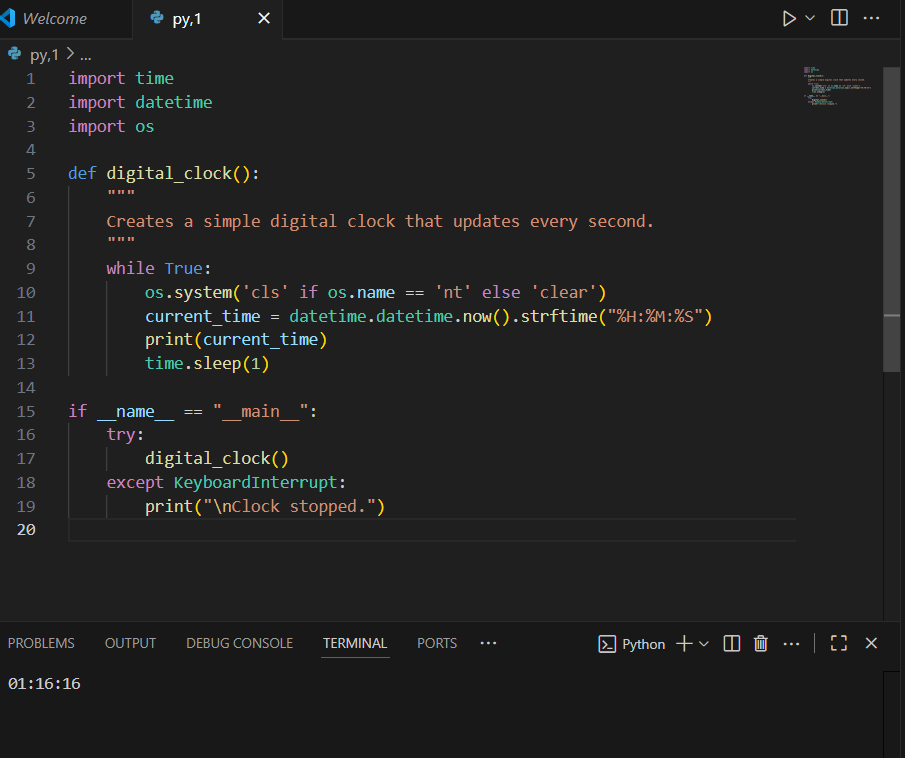 Welcome
py,1
py,1 > ...
1 import time
2 import datetime
3 import os
4
5 def digital_clock():
6     """
7     Creates a simple digital clock that updates every second.
8     """
9     while True:
10         os.system('cls' if os.name == 'nt' else 'clear')
11         current_time = datetime.datetime.now().strftime("%H:%M:%S")
12         print(current_time)
13         time.sleep(1)
14
15 if __name__ == "__main__":
16     try:
17         digital_clock()
18     except KeyboardInterrupt:
19         print("\nClock stopped.")
20
PROBLEMS OUTPUT DEBUG CONSOLE TERMINAL PORTS ... Python
01:16:16